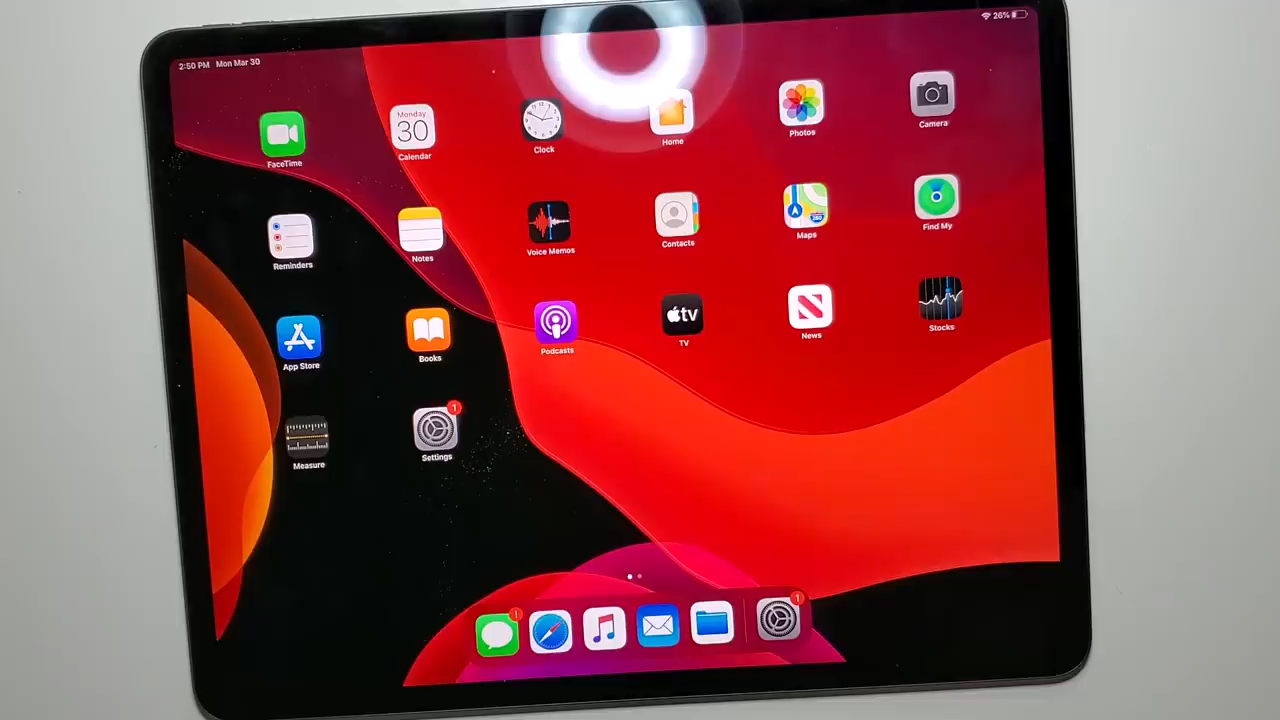 2:50 PM Mon Mar 30
26%
FaceTime
Monday
30
Calendar
Clock
Home
Photos
Camera
Reminders
Notes
Voice Memos
Contacts
280
Maps
Find My
App Store
Books
Podcasts
tv
TV
News
Stocks
Measure
1
Settings
1
1